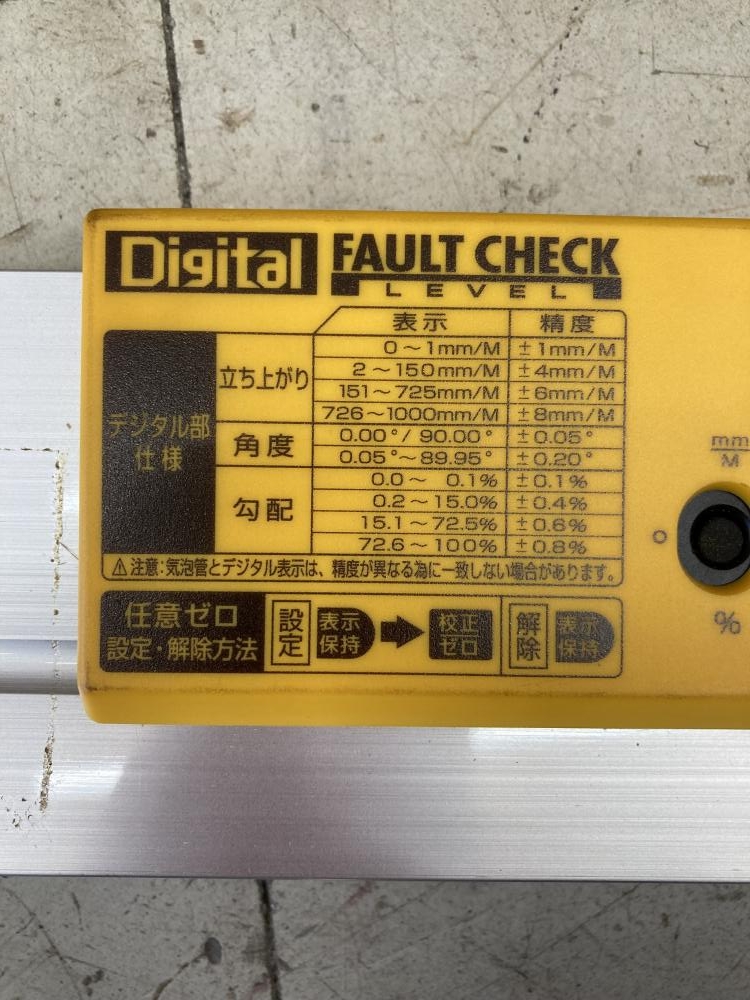 Digital FAULT CHECK
LEVEL
表示 精度
デジタル部
仕様
立ち上がり
0～1mm/M ±1mm/M
2～150mm/M ±4mm/M
151～725mm/M ±6mm/M
726～1000mm/M ±8mm/M
角度
0.00°/90.00° ±0.05°
0.05°～89.95° ±0.20°
勾配
0.0～ 0.1% ±0.1%
0.2～15.0% ±0.4%
15.1～72.5% ±0.6%
72.6～100% ±0.8%
⚠注意:気泡管とデジタル表示は、精度が異なる為に一致しない場合があります。
任意ゼロ
設定・解除方法
設定
表示
保持
➡
校正
ゼロ
解除
表示
保持
mm
M
°
%